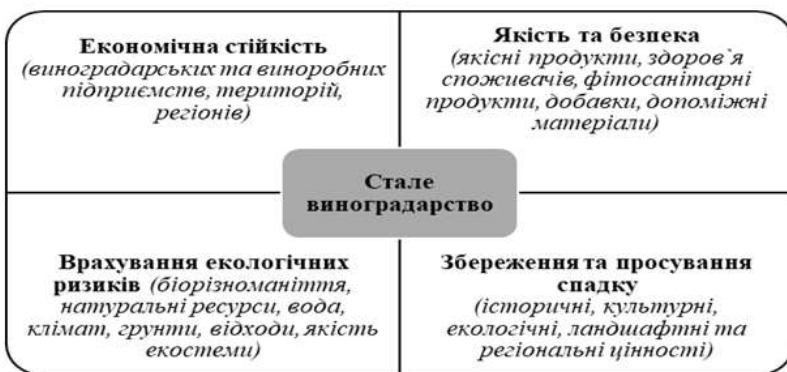 Економічна стійкість
(виноградарських та виноробних
підприємств, територій,
регіонів)
Якість та безпека
(якісні продукти, здоров`я
споживачів, фітосанітарні
продукти, добавки, допоміжні
матеріали)
Стале
виноградарство
Врахування екологічних
ризиків (біорізноманіття,
натуральні ресурси, вода,
клімат, грунти, відходи, якість
екостеми)
Збереження та просування
спадку
(історичні, культурні,
екологічні, ландшафтні та
регіональні цінності)